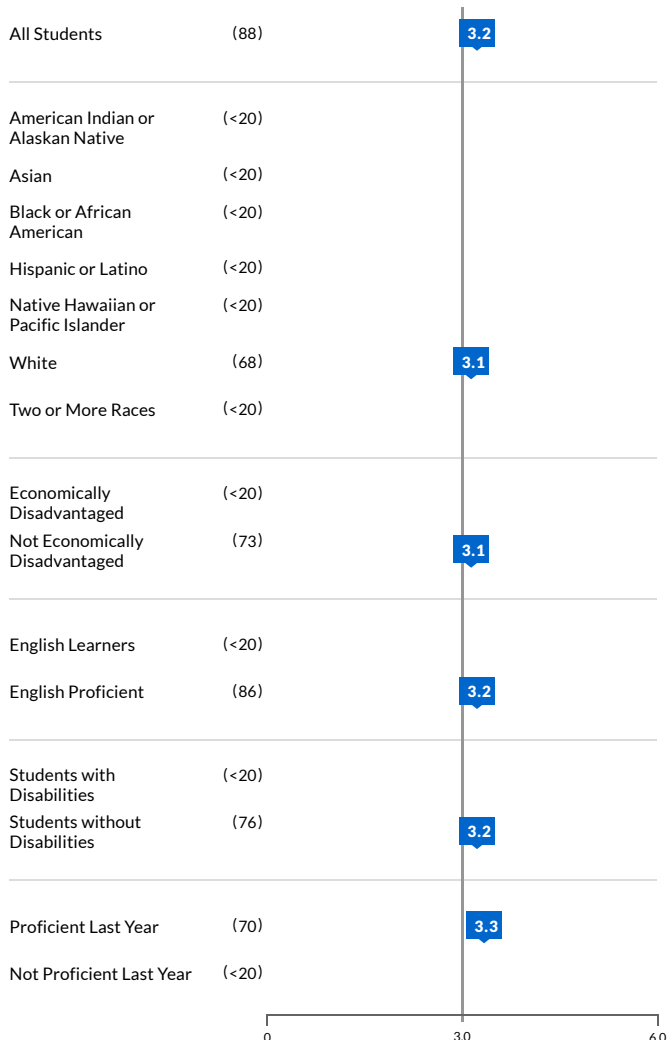 All Students (88) 3.2
American Indian or
Alaskan Native (<20)
Asian (<20)
Black or African
American (<20)
Hispanic or Latino (<20)
Native Hawaiian or
Pacific Islander (<20)
White (68) 3.1
Two or More Races (<20)
Economically
Disadvantaged (<20)
Not Economically
Disadvantaged (73) 3.1
English Learners (<20)
English Proficient (86) 3.2
Students with
Disabilities (<20)
Students without
Disabilities (76) 3.2
Proficient Last Year (70) 3.3
Not Proficient Last Year (<20)
0 3.0 6.0